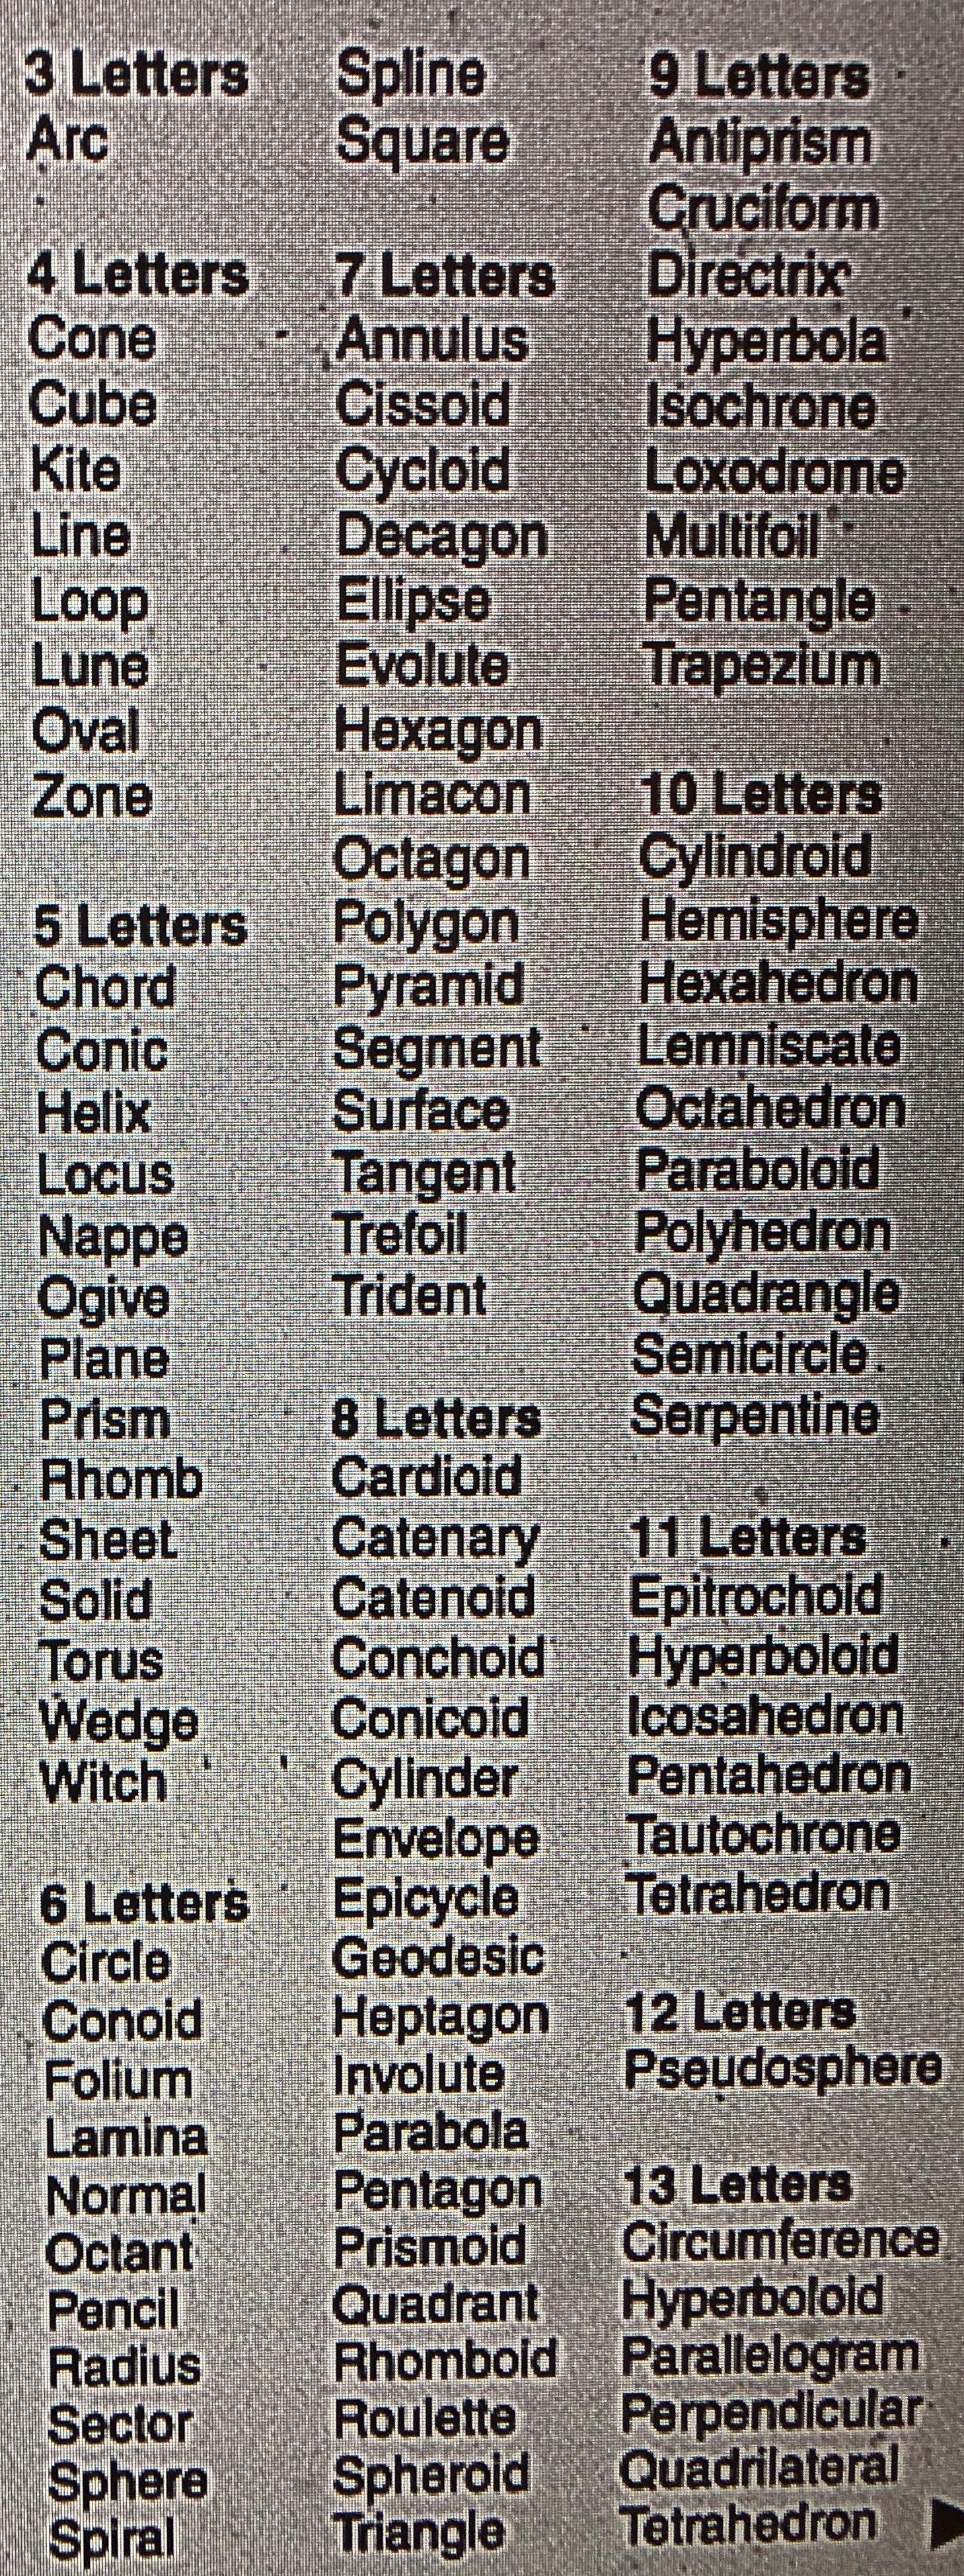 3 Letters
Arc
4 Letters
Cone
Cube
Kite
Line
Loop
Lune
Oval
Zone
5 Letters
Chord
Conic
Helix
Locus
Nappe
Ogive
Plane
Prism
Rhomb
Sheet
Solid
Torus
Wedge
Witch
6 Letters
Circle
Conoid
Folium
Lamina
Normal
Octant
Pencil
Radius
Sector
Sphere
Spiral
Spline
Square
7 Letters
Annulus
Cissoid
Cycloid
Decagon
Ellipse
Evolute
Hexagon
Limacon
Octagon
Polygon
Pyramid
Segment
Surface
Tangent
Trefoil
Trident
8 Letters
Cardioid
Catenary
Catenoid
Conchoid
Conicoid
Cylinder
Envelope
Epicycle
Geodesic
Heptagon
Involute
Parabola
Pentagon
Prismoid
Quadrant
Rhomboid
Roulette
Spheroid
Triangle
9 Letters
Antiprism
Cruciform
Directrix
Hyperbola
Isochrone
Loxodrome
Multifoil
Pentangle
Trapezium
10 Letters
Cylindroid
Hemisphere
Hexahedron
Lemniscate
Octahedron
Paraboloid
Polyhedron
Quadrangle
Semicircle
Serpentine
11 Letters
Epitrochoid
Hyperboloid
Icosahedron
Pentahedron
Tautochrone
Tetrahedron
12 Letters
Pseudosphere
13 Letters
Circumference
Hyperboloid
Parallelogram
Perpendicular
Quadrilateral
Tetrahedron